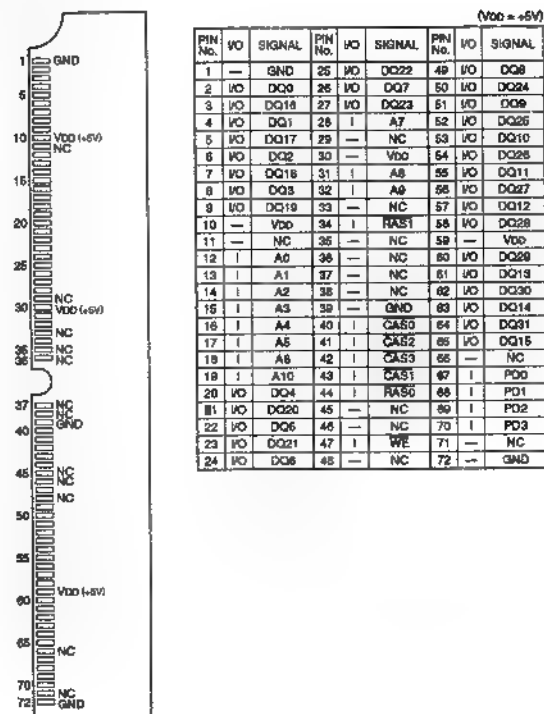 1 GND
5
10 VDD (+5V)
NC
15
20
25
NC
30 VDD (+5V)
NC
35 NC
36 NC
37 NC
NC
40 GND
45 NC
NC
NC
50
55
60 VDD (+5V)
65
NC
70 NC
72 GND
(VDD = +5V)
PIN No. I/O SIGNAL PIN No. I/O SIGNAL PIN No. I/O SIGNAL
1 — GND 25 I/O DQ22 49 I/O DQ8
2 I/O DQ0 26 I/O DQ7 50 I/O DQ24
3 I/O DQ16 27 I/O DQ23 51 I/O DQ9
4 I/O DQ1 28 I A7 52 I/O DQ25
5 I/O DQ17 29 — NC 53 I/O DQ10
6 I/O DQ2 30 — VDD 54 I/O DQ26
7 I/O DQ18 31 I A8 55 I/O DQ11
8 I/O DQ3 32 I A9 56 I/O DQ27
9 I/O DQ19 33 — NC 57 I/O DQ12
10 — VDD 34 I RAS1 58 I/O DQ28
11 — NC 35 — NC 59 — VDD
12 I A0 36 — NC 60 I/O DQ29
13 I A1 37 — NC 61 I/O DQ13
14 I A2 38 — NC 62 I/O DQ30
15 I A3 39 — GND 63 I/O DQ14
16 I A4 40 I CAS0 64 I/O DQ31
17 I A5 41 I CAS2 65 I/O DQ15
18 I A6 42 I CAS3 66 — NC
19 I A10 43 I CAS1 67 I PD0
20 I/O DQ4 44 I RAS0 68 I PD1
21 I/O DQ20 45 — NC 69 I PD2
22 I/O DQ5 46 — NC 70 I PD3
23 I/O DQ21 47 I WE 71 — NC
24 I/O DQ6 48 — NC 72 — GND